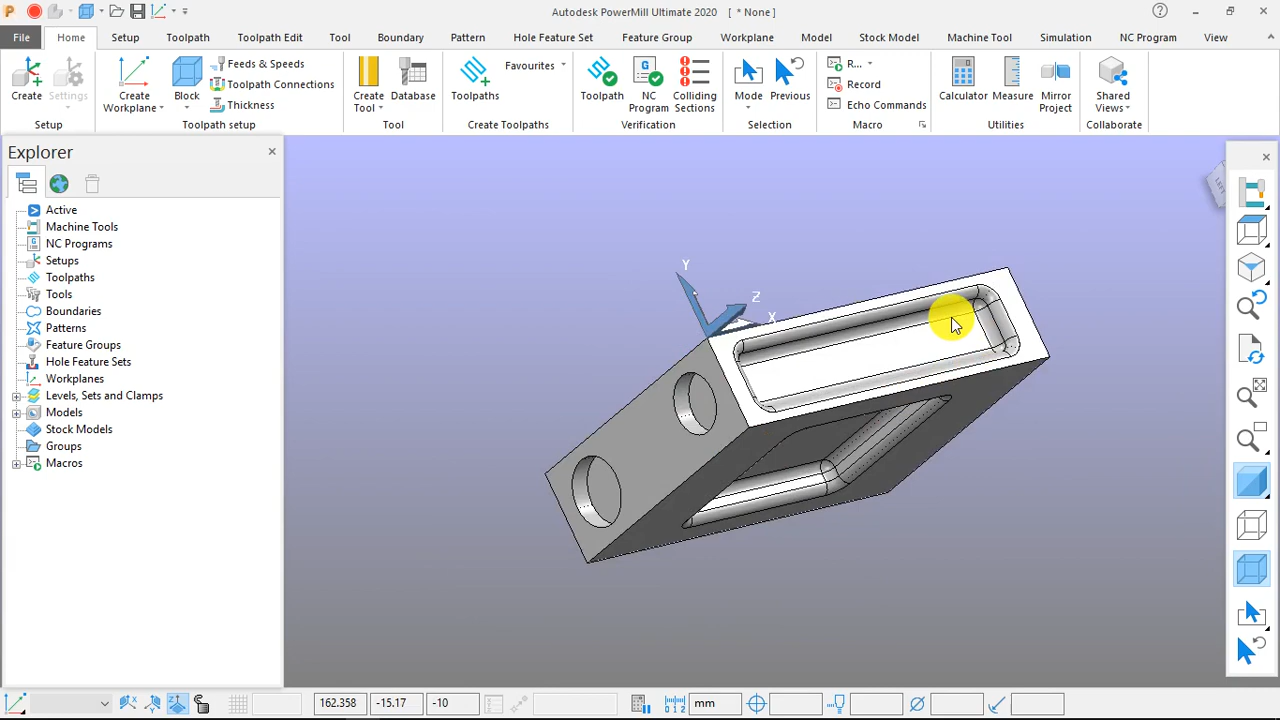 Autodesk PowerMill Ultimate 2020 [ * None ]
File Home Setup Toolpath Toolpath Edit Tool Boundary Pattern Hole Feature Set Feature Group Workplane Model Stock Model Machine Tool Simulation NC Program View
Create
Settings
Setup
Create Workplane
Block
Feeds & Speeds
Toolpath Connections
Thickness
Toolpath setup
Create Tool
Database
Tool
Toolpaths
Favourites
Create Toolpaths
Toolpath
NC Program
Colliding Sections
Verification
Mode
Previous
Selection
R...
Record
Echo Commands
Macro
Calculator
Measure
Mirror Project
Utilities
Shared Views
Collaborate
Explorer
Active
Machine Tools
NC Programs
Setups
Toolpaths
Tools
Boundaries
Patterns
Feature Groups
Hole Feature Sets
Workplanes
Levels, Sets and Clamps
Models
Stock Models
Groups
Macros
Y
Z
X
162.358 -15.17 -10 mm